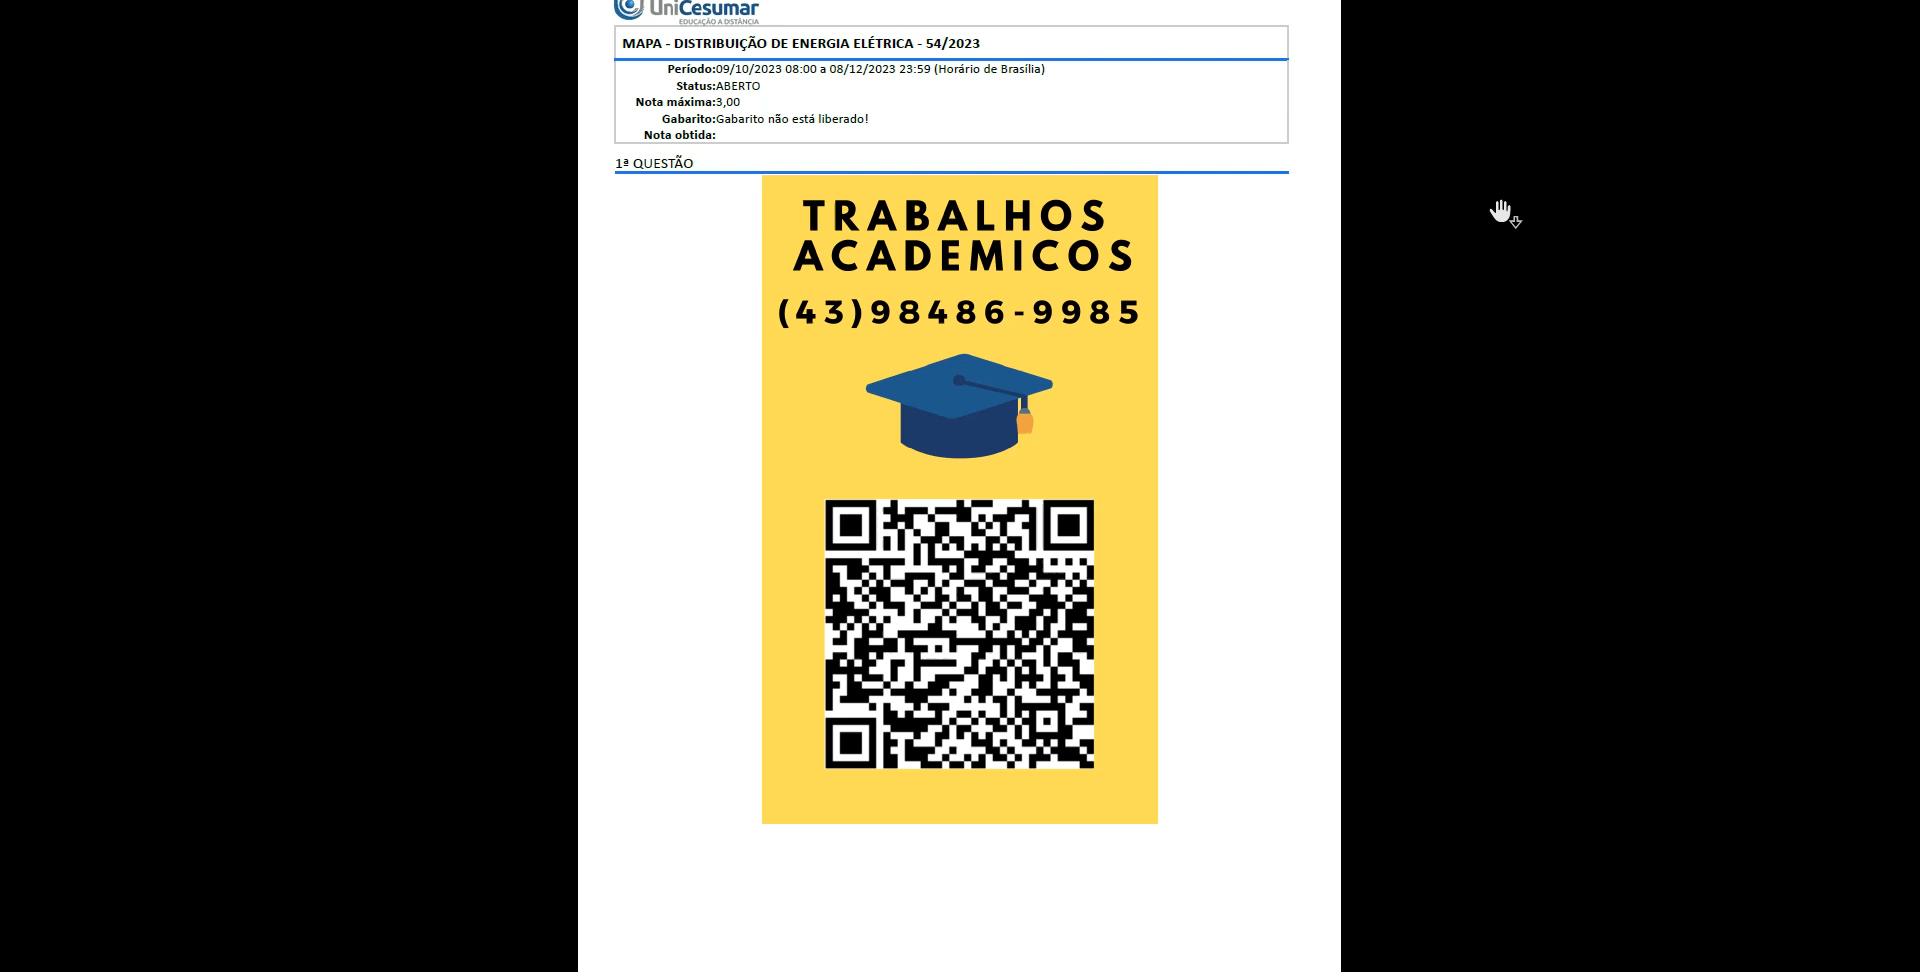 UniCesumar
EDUCAÇÃO A DISTÂNCIA
MAPA - DISTRIBUIÇÃO DE ENERGIA ELÉTRICA - 54/2023
Período:09/10/2023 08:00 a 08/12/2023 23:59 (Horário de Brasília)
Status:ABERTO
Nota máxima:3,00
Gabarito:Gabarito não está liberado!
Nota obtida:
1ª QUESTÃO
TRABALHOS
ACADEMICOS
(43)98486-9985